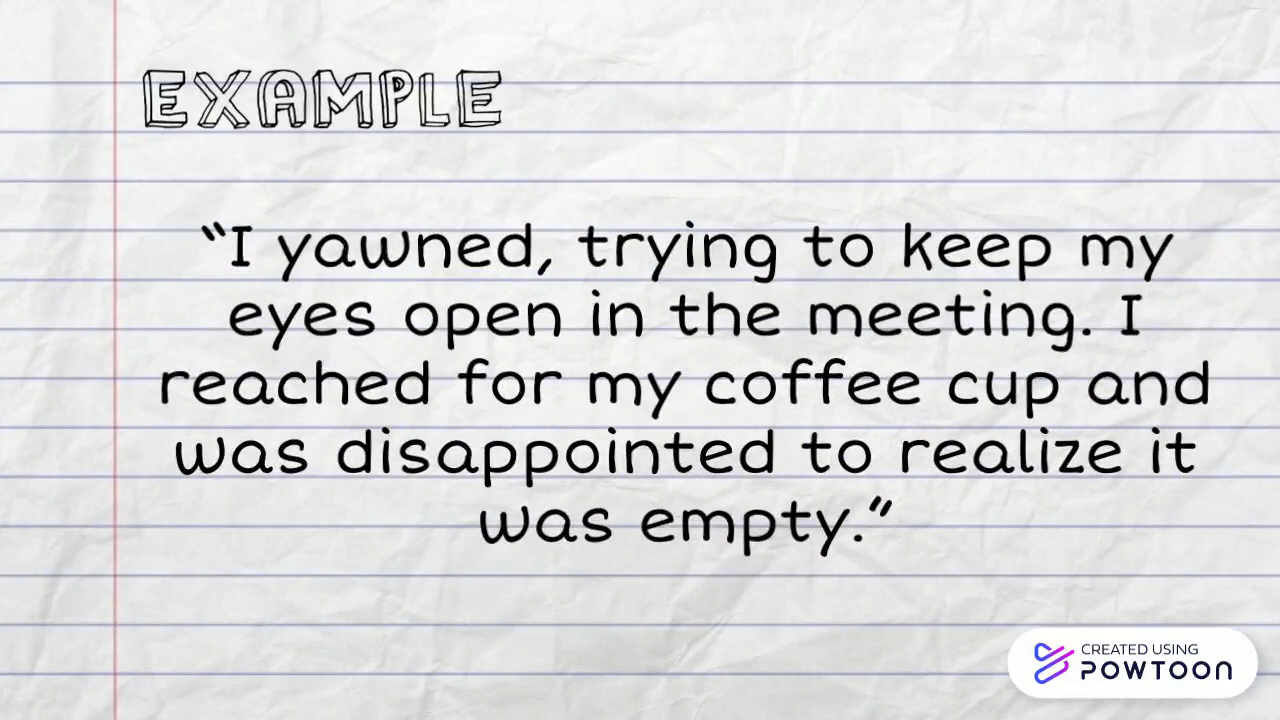 EXAMPLE
“I yawned, trying to keep my
eyes open in the meeting. I
reached for my coffee cup and
was disappointed to realize it
was empty.”
CREATED USING
POWTOON